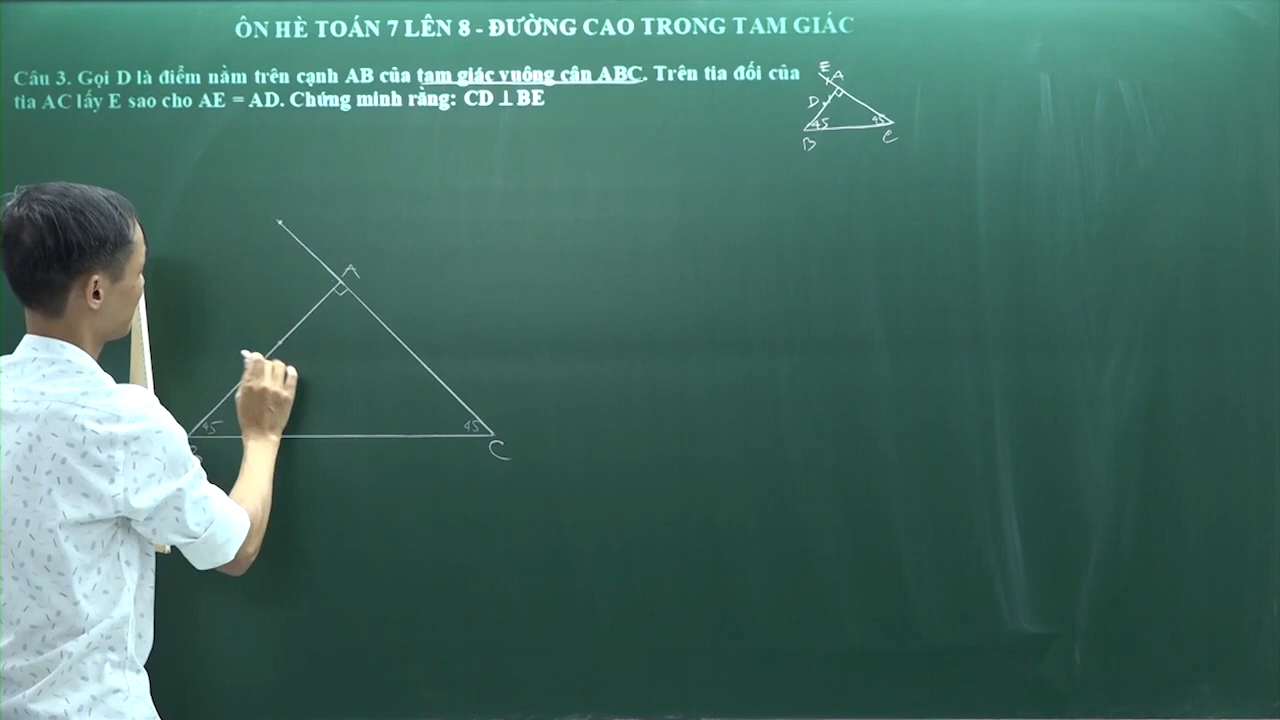 ÔN HÈ TOÁN 7 LÊN 8 - ĐƯỜNG CAO TRONG TAM GIÁC
Câu 3. Gọi D là điểm nằm trên cạnh AB của tam giác vuông cân ABC. Trên tia đối của
tia AC lấy E sao cho AE = AD. Chứng minh rằng: CD ⊥ BE
E A
D
45 45
B C
A
45 45
C